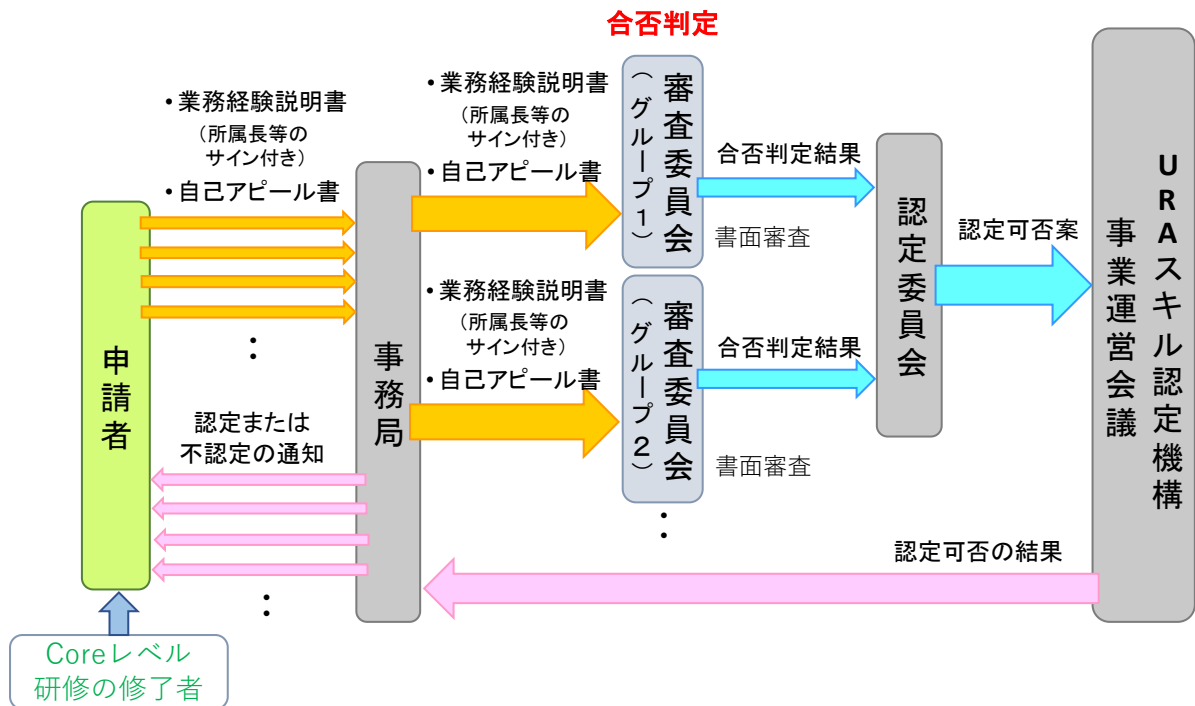 合否判定
・業務経験説明書
（所属長等の
サイン付き）
・自己アピール書
・業務経験説明書
（所属長等の
サイン付き）
・自己アピール書
審査委員会
（グループ１）
合否判定結果
書面審査
・業務経験説明書
（所属長等の
サイン付き）
・自己アピール書
審査委員会
（グループ２）
合否判定結果
書面審査
：
認定委員会
認定可否案
URAスキル認定機構
事業運営会議
申請者
：
事務局
認定または
不認定の通知
：
認定可否の結果
Coreレベル
研修の修了者